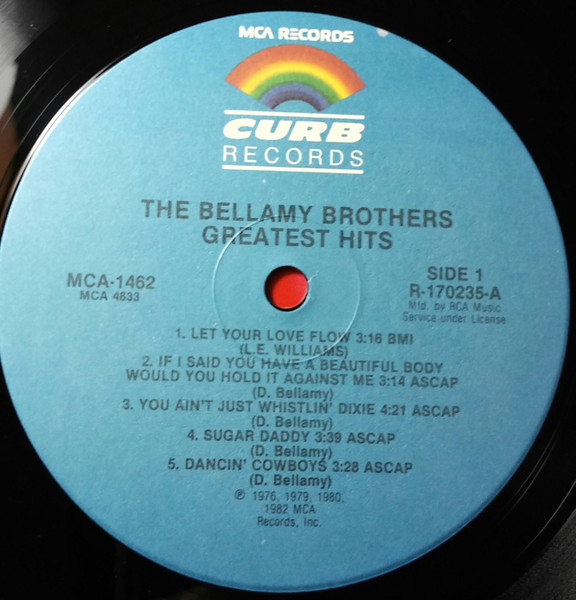 MCA RECORDS
CURB
RECORDS
THE BELLAMY BROTHERS
GREATEST HITS
MCA-1462
MCA 4833
SIDE 1
R-170235-A
Mfd. by RCA Music
Service under License
1. LET YOUR LOVE FLOW 3:16 BMI
(L.E. WILLIAMS)
2. IF I SAID YOU HAVE A BEAUTIFUL BODY
WOULD YOU HOLD IT AGAINST ME 3:14 ASCAP
(D. Bellamy)
3. YOU AIN'T JUST WHISTLIN' DIXIE 4:21 ASCAP
(D. Bellamy)
4. SUGAR DADDY 3:39 ASCAP
(D. Bellamy)
5. DANCIN' COWBOYS 3:28 ASCAP
(D. Bellamy)
℗ 1976, 1979, 1980,
1982 MCA
Records, Inc.